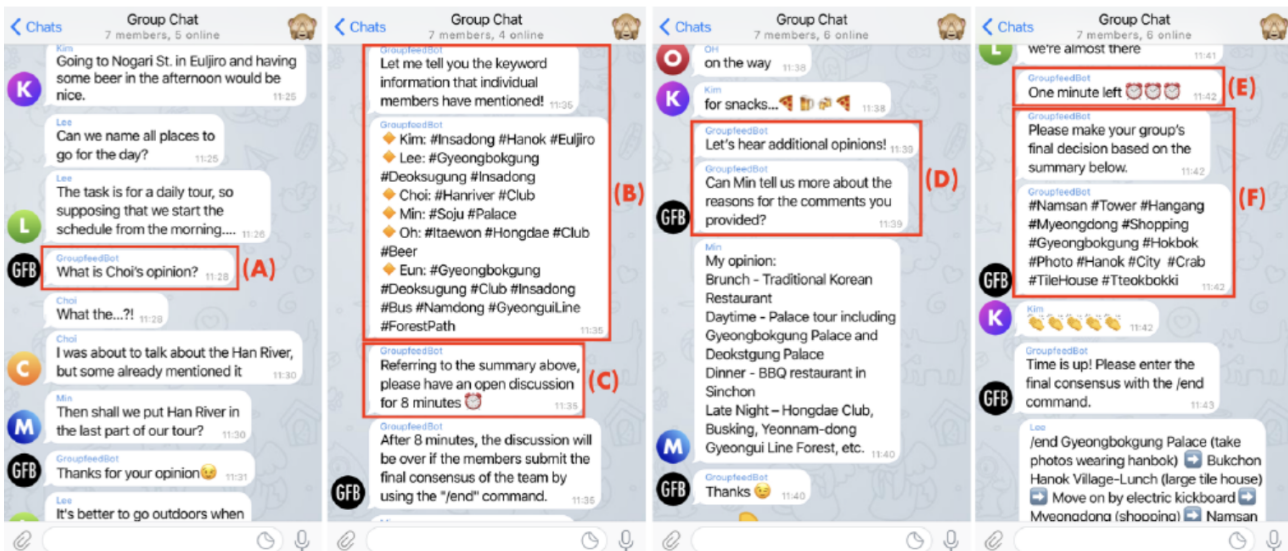 Chats
Group Chat
7 members, 5 online
Kim
Going to Nogari St. in Euljiro and having
some beer in the afternoon would be
nice.
11:25
K
Lee
Can we name all places to
go for the day?
11:25
Lee
The task is for a daily tour, so
supposing that we start the
schedule from the morning....
11:26
L
GroupfeedBot
What is Choi's opinion?
11:28
GFB
(A)
Choi
What the...?!
11:28
Choi
I was about to talk about the Han River,
but some already mentioned it
11:30
C
Min
Then shall we put Han River in
the last part of our tour?
11:30
M
GroupfeedBot
Thanks for your opinion😉
11:31
GFB
Lee
It's better to go outdoors when
Chats
Group Chat
7 members, 4 online
GroupfeedBot
Let me tell you the keyword
information that individual
members have mentioned!
11:35
GroupfeedBot
🔸 Kim: #Insadong #Hanok #Euljiro
🔸 Lee: #Gyeongbokgung
#Deoksugung #Insadong
🔸 Choi: #Hanriver #Club
🔸 Min: #Soju #Palace
🔸 Oh: #Itaewon #Hongdae #Club
#Beer
🔸 Eun: #Gyeongbokgung
#Deoksugung #Club #Insadong
#Bus #Namdong #GyeonguiLine
#ForestPath
11:35
(B)
GroupfeedBot
Referring to the summary above,
please have an open discussion
for 8 minutes ⏰
11:35
(C)
GroupfeedBot
After 8 minutes, the discussion will
be over if the members submit the
final consensus of the team by
using the "/end" command.
11:35
GFB
Chats
Group Chat
7 members, 6 online
OH
on the way
11:38
O
Kim
for snacks...🍕🍺🍻🍕
11:38
K
GroupfeedBot
Let's hear additional opinions!
11:39
GroupfeedBot
Can Min tell us more about the
reasons for the comments you
provided?
11:39
GFB
(D)
Min
My opinion:
Brunch - Traditional Korean
Restaurant
Daytime - Palace tour including
Gyeongbokgung Palace and
Deokstgung Palace
Dinner - BBQ restaurant in
Sinchon
Late Night – Hongdae Club,
Busking, Yeonnam-dong
Gyeongui Line Forest, etc.
11:40
M
GroupfeedBot
Thanks 😉
11:40
GFB
Chats
Group Chat
7 members, 6 online
we're almost there
11:41
L
GroupfeedBot
One minute left ⏰⏰⏰
11:42
(E)
GroupfeedBot
Please make your group's
final decision based on the
summary below.
11:42
GroupfeedBot
#Namsan #Tower #Hangang
#Myeongdong #Shopping
#Gyeongbokgung #Hokbok
#Photo #Hanok #City #Crab
#TileHouse #Tteokbokki
11:42
GFB
(F)
Kim
👏👏👏👏👏
11:42
K
GroupfeedBot
Time is up! Please enter the
final consensus with the /end
command.
11:43
GFB
Lee
/end Gyeongbokgung Palace (take
photos wearing hanbok) ➡️ Bukchon
Hanok Village-Lunch (large tile house)
➡️ Move on by electric kickboard ➡️
Myeongdong (shopping) ➡️ Namsan